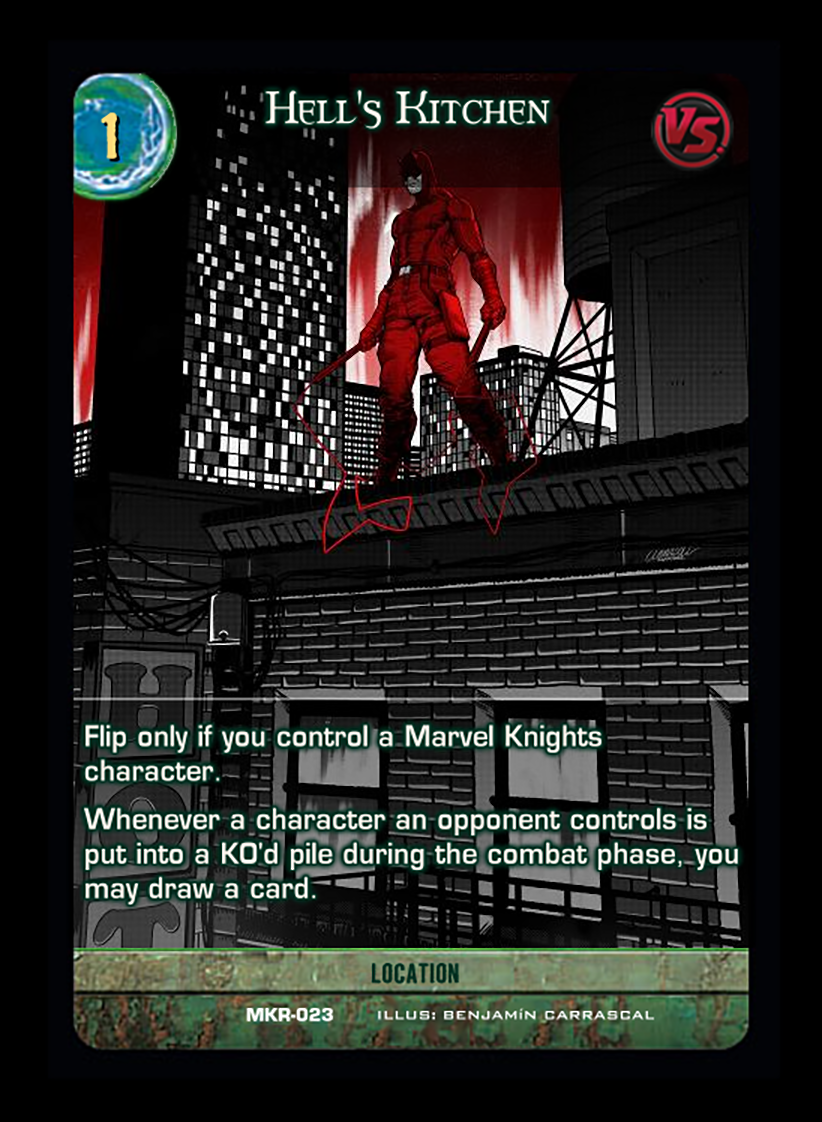 1
HELL'S KITCHEN
VS.
Flip only if you control a Marvel Knights
character.
Whenever a character an opponent controls is
put into a KO'd pile during the combat phase, you
may draw a card.
HOT
LOCATION
MKR-023 ILLUS: BENJAMÍN CARRASCAL